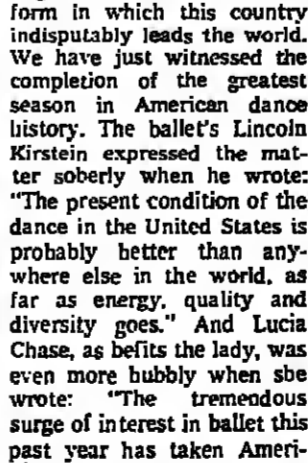 form in which this country
indisputably leads the world.
We have just witnessed the
completion of the greatest
season in American dance
history. The ballet's Lincoln
Kirstein expressed the mat-
ter soberly when he wrote:
"The present condition of the
dance in the United States is
probably better than any-
where else in the world, as
far as energy, quality and
diversity goes." And Lucia
Chase, as befits the lady, was
even more bubbly when she
wrote: "The tremendous
surge of interest in ballet this
past year has taken Ameri-